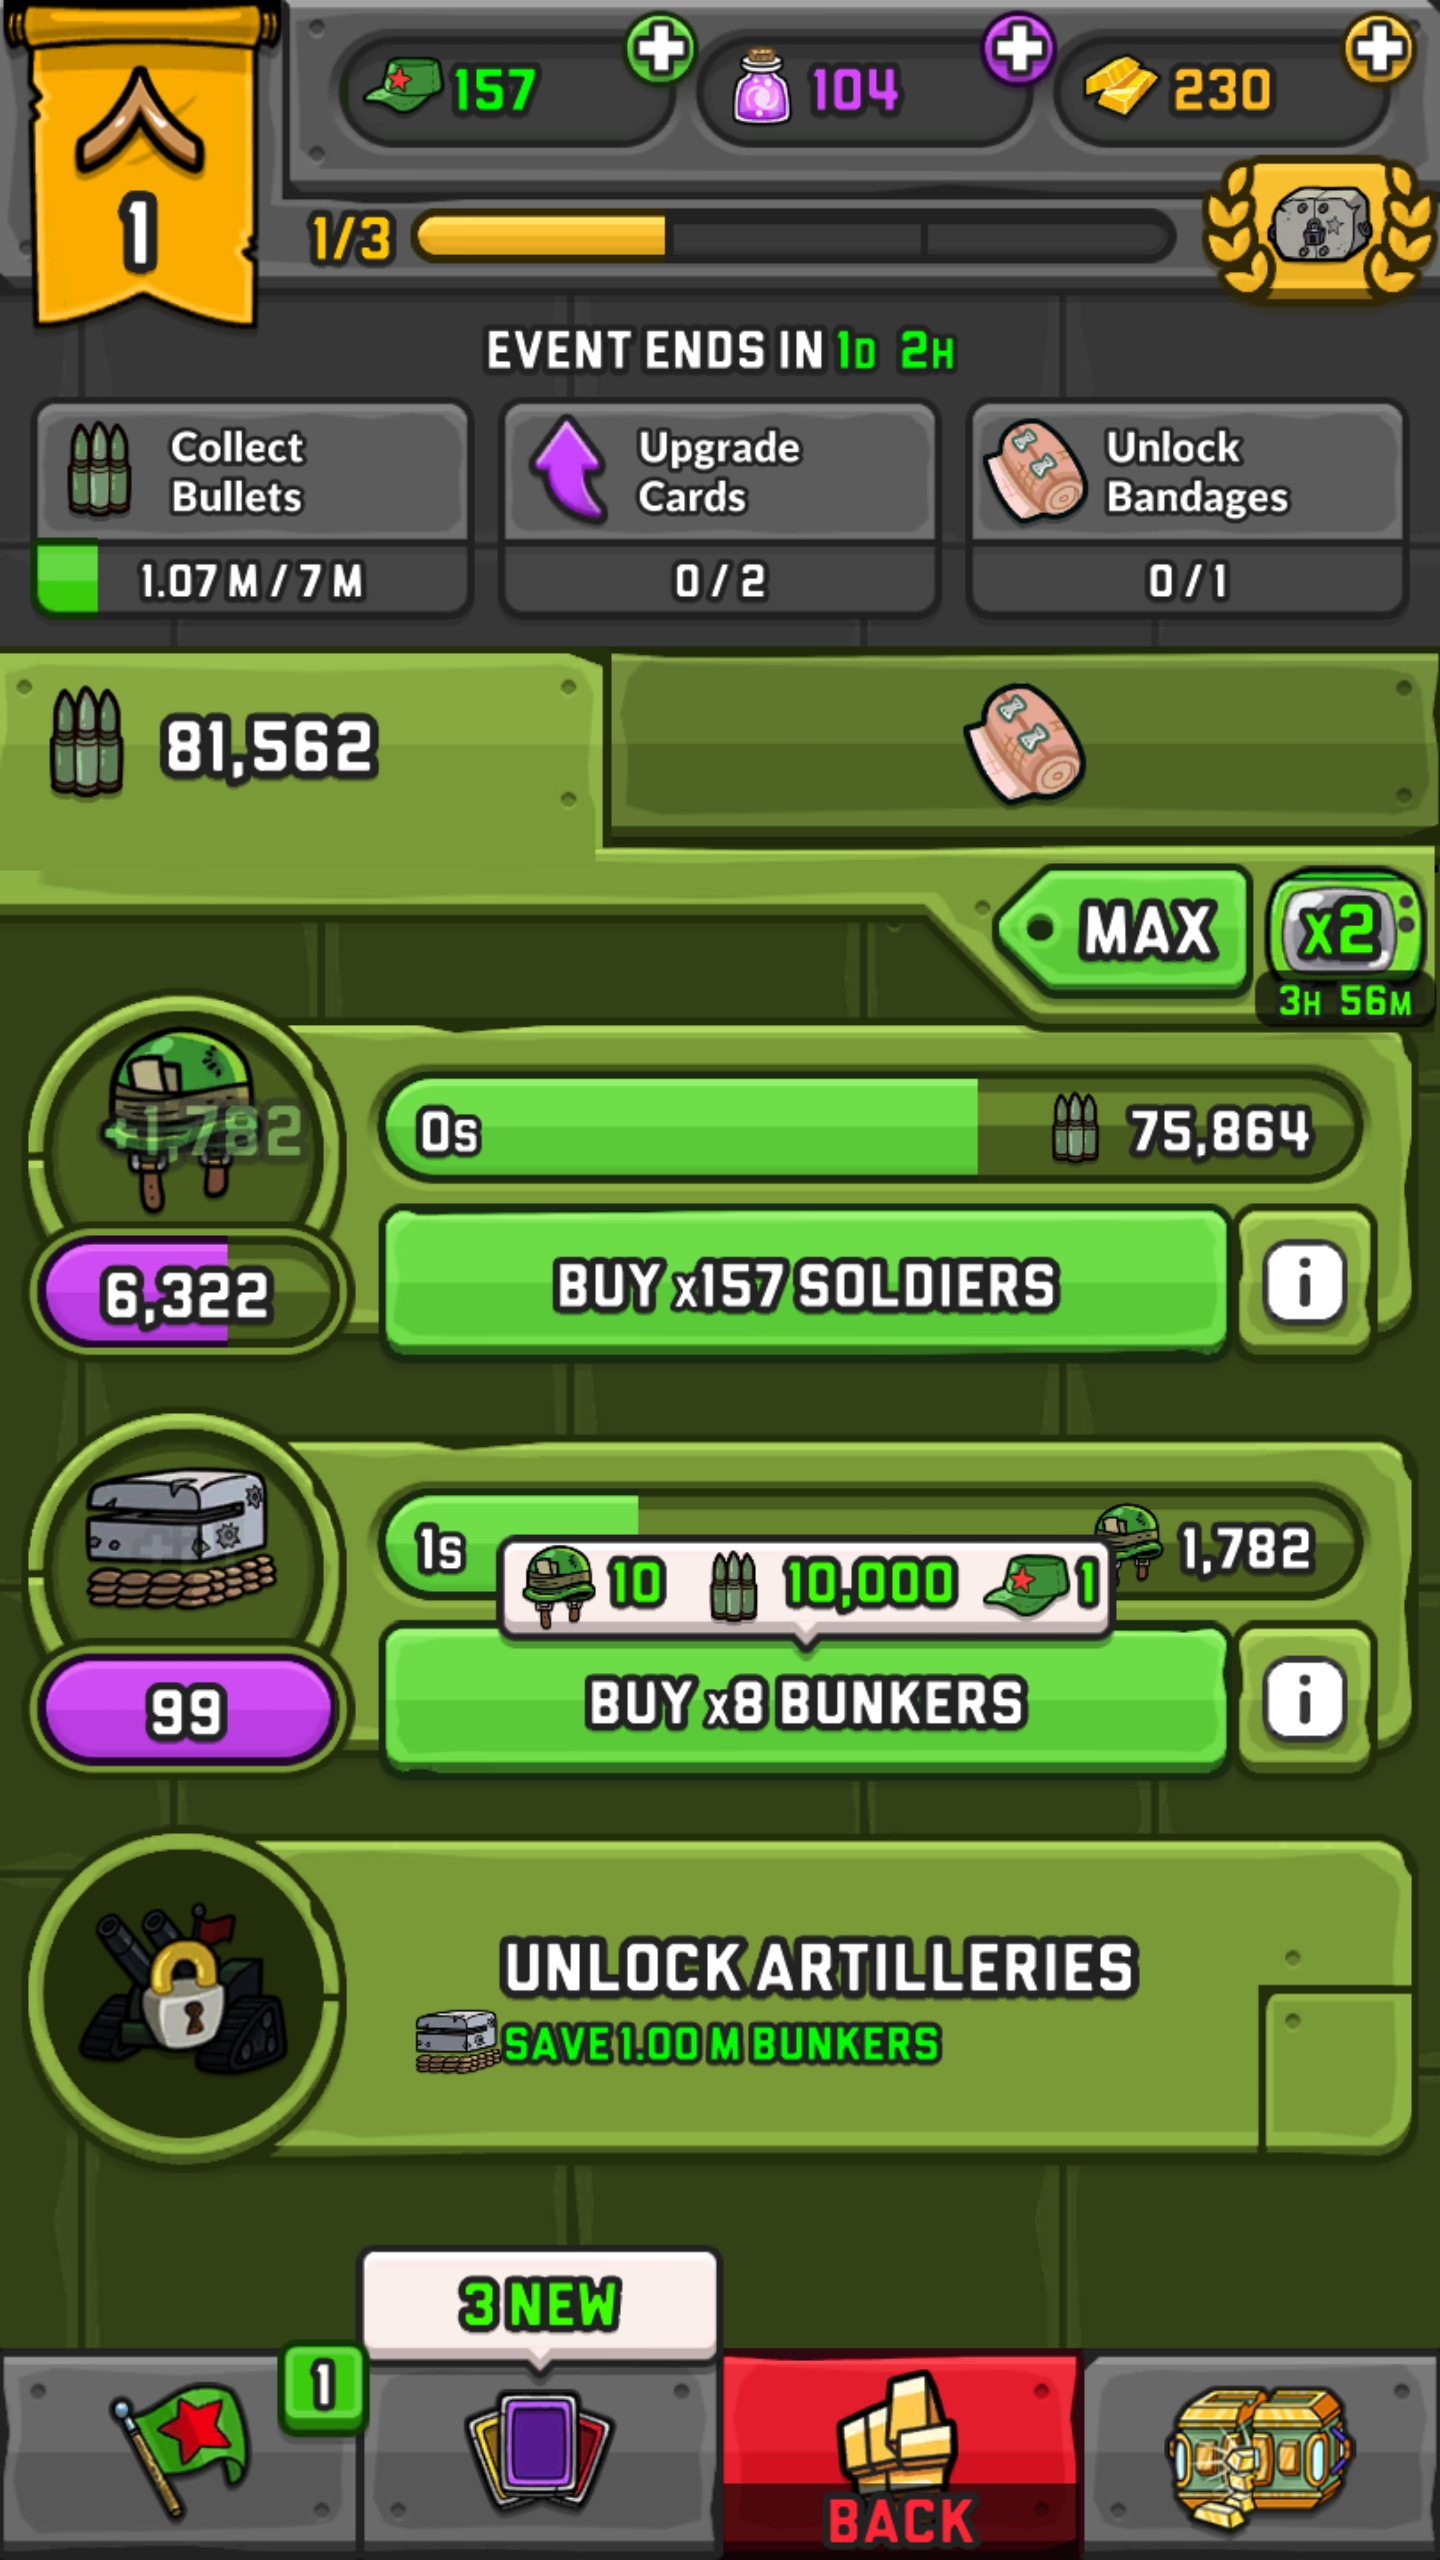 157
104
230
1
1/3
EVENT ENDS IN 1D 2H
Collect
Bullets
1.07 M / 7 M
Upgrade
Cards
0 / 2
Unlock
Bandages
0 / 1
81,562
MAX
x2
3H 56M
+1,782
0s
75,864
6,322
BUY x157 SOLDIERS
1s
1,782
10
10,000
1
99
BUY x8 BUNKERS
UNLOCK ARTILLERIES
SAVE 1.00 M BUNKERS
3 NEW
1
BACK